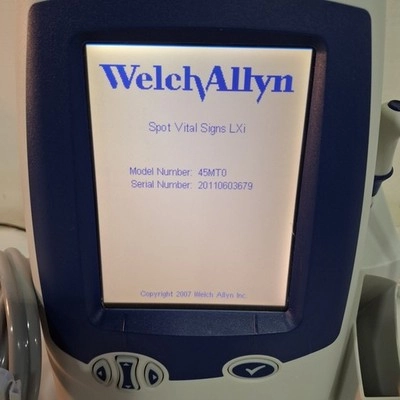 WelchAllyn
Spot Vital Signs LXi
Model Number: 45MT0
Serial Number: 20110603679
Copyright 2007 Welch Allyn Inc.